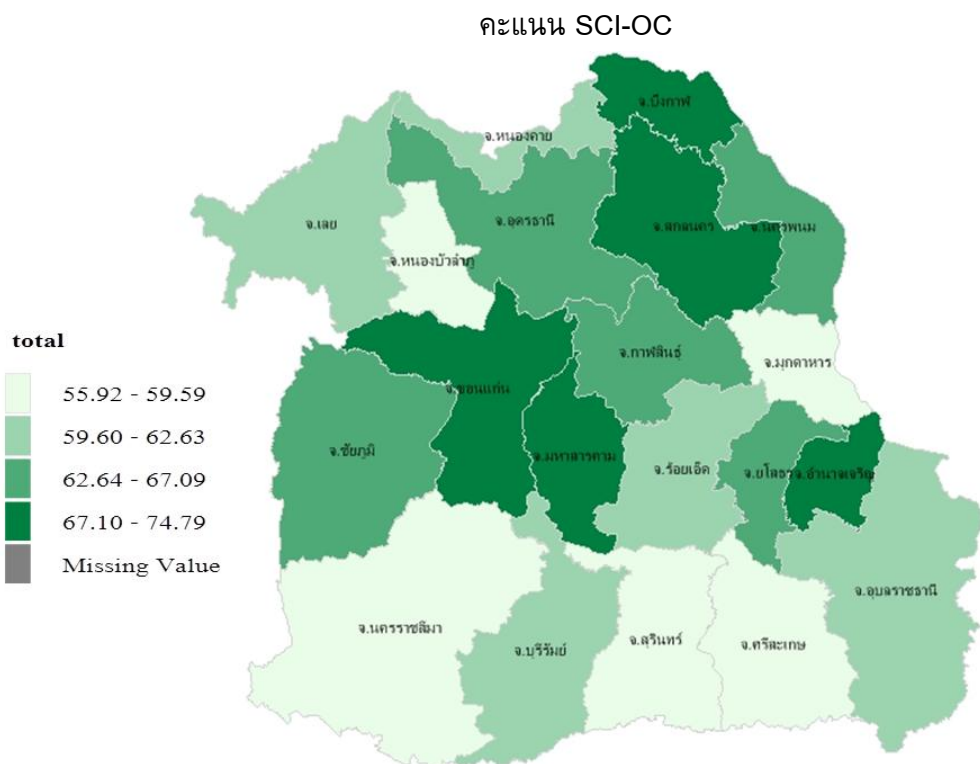 คะแนน SCI-OC
จ.บึงกาฬ
จ.หนองคาย
จ.เลย
จ.อุดรธานี
จ.สกลนคร
จ.นครพนม
จ.หนองบัวลำภู
total
55.92 - 59.59
59.60 - 62.63
62.64 - 67.09
67.10 - 74.79
Missing Value
จ.กาฬสินธุ์
จ.มุกดาหาร
จ.ขอนแก่น
จ.ชัยภูมิ
จ.มหาสารคาม
จ.ร้อยเอ็ด
จ.ยโสธร
จ.อำนาจเจริญ
จ.อุบลราชธานี
จ.นครราชสีมา
จ.บุรีรัมย์
จ.สุรินทร์
จ.ศรีสะเกษ